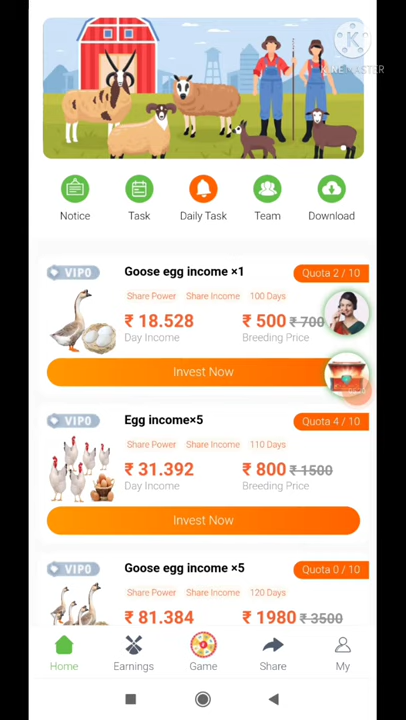 KINEMASTER
Notice Task Daily Task Team Download
VIP0 Goose egg income ×1 Quota 2 / 10
Share Power Share Income 100 Days
₹ 18.528 ₹ 500 ₹ 700
Day Income Breeding Price
Invest Now
VIP0 Egg income×5 Quota 4 / 10
Share Power Share Income 110 Days
₹ 31.392 ₹ 800 ₹ 1500
Day Income Breeding Price
Invest Now
VIP0 Goose egg income ×5 Quota 0 / 10
Share Power Share Income 120 Days
₹ 81.384 ₹ 1980 ₹ 3500
Home Earnings Game Share My